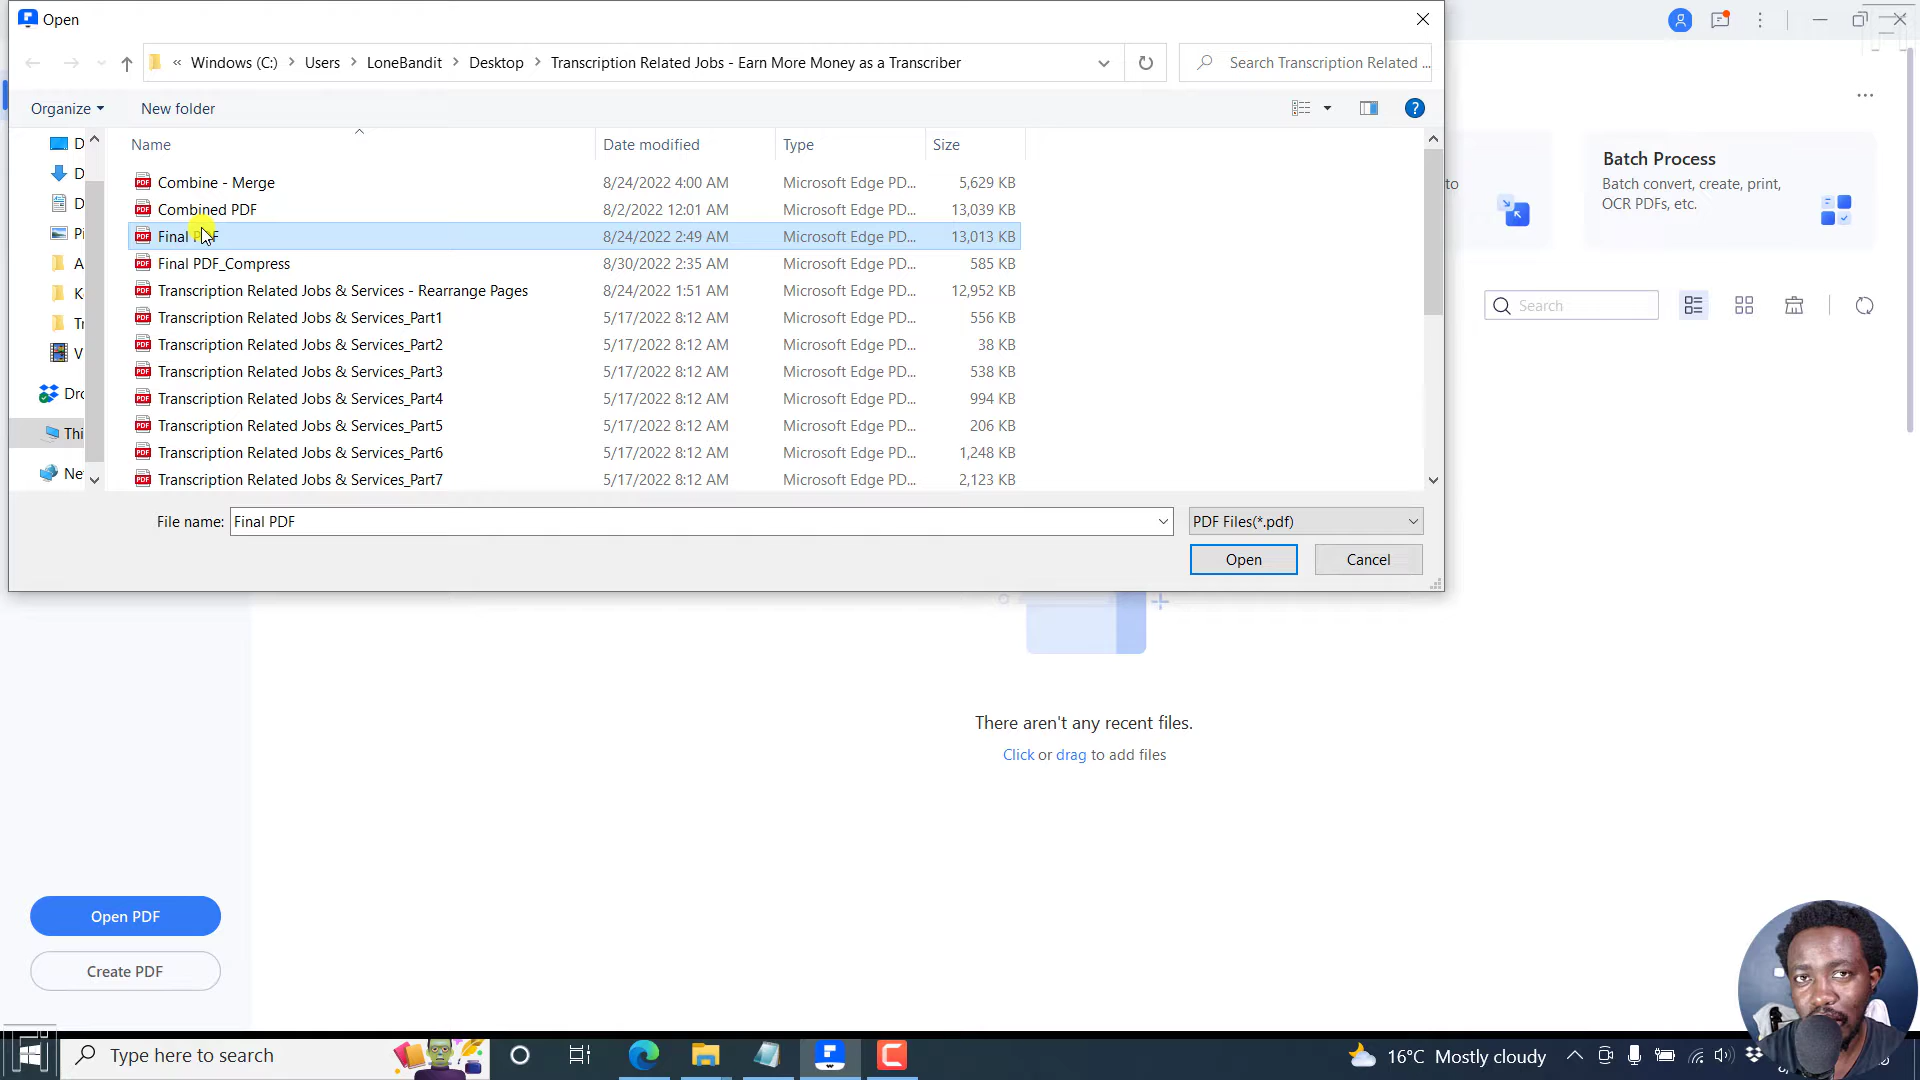 Open
« Windows (C:) > Users > LoneBandit > Desktop > Transcription Related Jobs - Earn More Money as a Transcriber
Search Transcription Related ...
Organize
New folder
Name
Date modified
Type
Size
Combine - Merge 8/24/2022 4:00 AM Microsoft Edge PD... 5,629 KB
Combined PDF 8/2/2022 12:01 AM Microsoft Edge PD... 13,039 KB
Final PDF 8/24/2022 2:49 AM Microsoft Edge PD... 13,013 KB
Final PDF_Compress 8/30/2022 2:35 AM Microsoft Edge PD... 585 KB
Transcription Related Jobs & Services - Rearrange Pages 8/24/2022 1:51 AM Microsoft Edge PD... 12,952 KB
Transcription Related Jobs & Services_Part1 5/17/2022 8:12 AM Microsoft Edge PD... 556 KB
Transcription Related Jobs & Services_Part2 5/17/2022 8:12 AM Microsoft Edge PD... 38 KB
Transcription Related Jobs & Services_Part3 5/17/2022 8:12 AM Microsoft Edge PD... 538 KB
Transcription Related Jobs & Services_Part4 5/17/2022 8:12 AM Microsoft Edge PD... 994 KB
Transcription Related Jobs & Services_Part5 5/17/2022 8:12 AM Microsoft Edge PD... 206 KB
Transcription Related Jobs & Services_Part6 5/17/2022 8:12 AM Microsoft Edge PD... 1,248 KB
Transcription Related Jobs & Services_Part7 5/17/2022 8:12 AM Microsoft Edge PD... 2,123 KB
D
D
D
Pi
A
K
Tr
V
Dro
Thi
Ne
File name: Final PDF
PDF Files(*.pdf)
Open
Cancel
to
Batch Process
Batch convert, create, print,
OCR PDFs, etc.
Search
There aren't any recent files.
Click or drag to add files
Open PDF
Create PDF
Type here to search
16°C Mostly cloudy